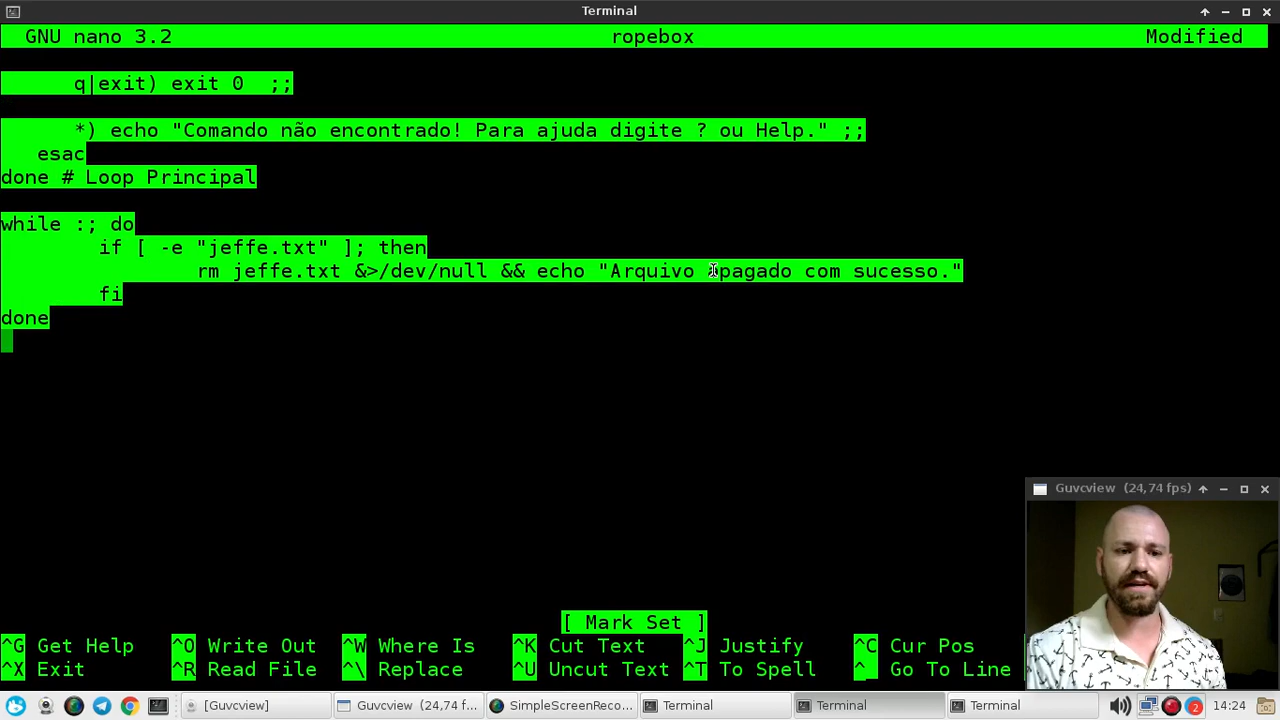 Terminal
GNU nano 3.2 ropebox Modified
q|exit) exit 0 ;;
*) echo "Comando não encontrado! Para ajuda digite ? ou Help." ;;
esac
done # Loop Principal
while :; do
if [ -e "jeffe.txt" ]; then
rm jeffe.txt &>/dev/null && echo "Arquivo apagado com sucesso."
fi
done
Guvcview (24,74 fps)
[ Mark Set ]
^G Get Help ^O Write Out ^W Where Is ^K Cut Text ^J Justify ^C Cur Pos
^X Exit ^R Read File ^\ Replace ^U Uncut Text ^T To Spell ^_ Go To Line
[Guvcview] Guvcview (24,74 f... SimpleScreenReco... Terminal Terminal Terminal 2 14:24